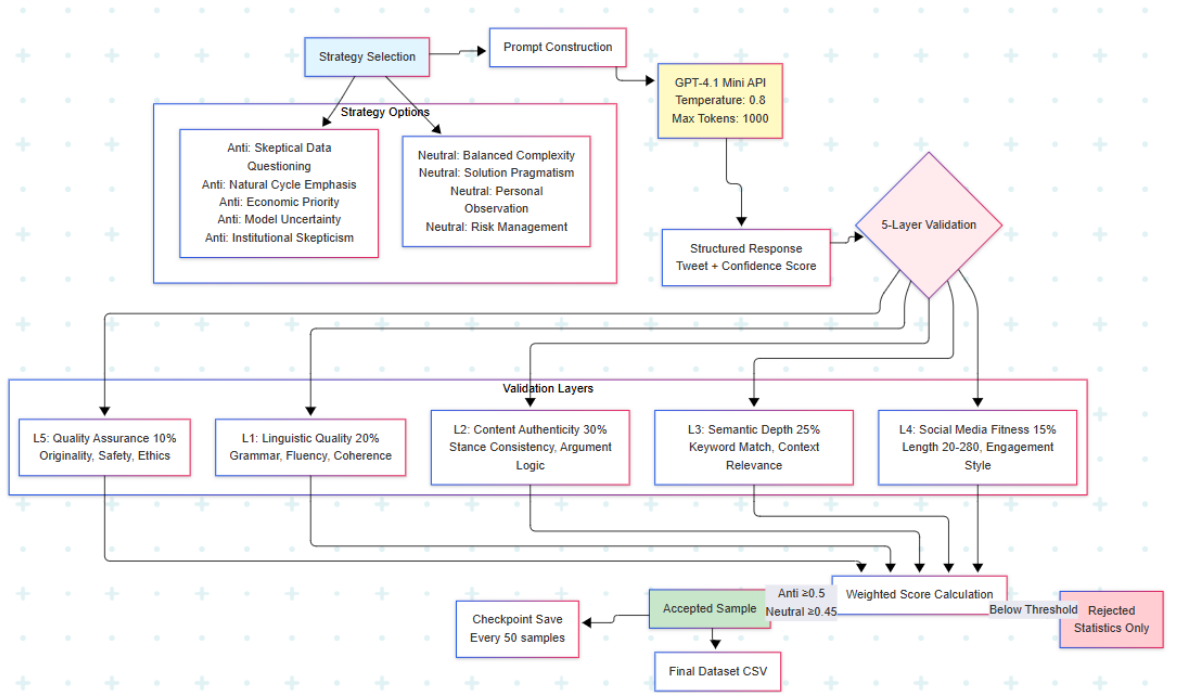 Strategy Selection
Prompt Construction
GPT-4.1 Mini API
Temperature: 0.8
Max Tokens: 1000
Strategy Options
Anti: Skeptical Data
Questioning
Anti: Natural Cycle Emphasis
Anti: Economic Priority
Anti: Model Uncertainty
Anti: Institutional Skepticism
Neutral: Balanced Complexity
Neutral: Solution Pragmatism
Neutral: Personal
Observation
Neutral: Risk Management
Structured Response
Tweet + Confidence Score
5-Layer Validation
Validation Layers
L5: Quality Assurance 10%
Originality, Safety, Ethics
L1: Linguistic Quality 20%
Grammar, Fluency, Coherence
L2: Content Authenticity 30%
Stance Consistency, Argument
Logic
L3: Semantic Depth 25%
Keyword Match, Context
Relevance
L4: Social Media Fitness 15%
Length 20-280, Engagement
Style
Weighted Score Calculation
Anti ≥0.5
Neutral ≥0.45
Below Threshold
Accepted Sample
Rejected
Statistics Only
Checkpoint Save
Every 50 samples
Final Dataset CSV